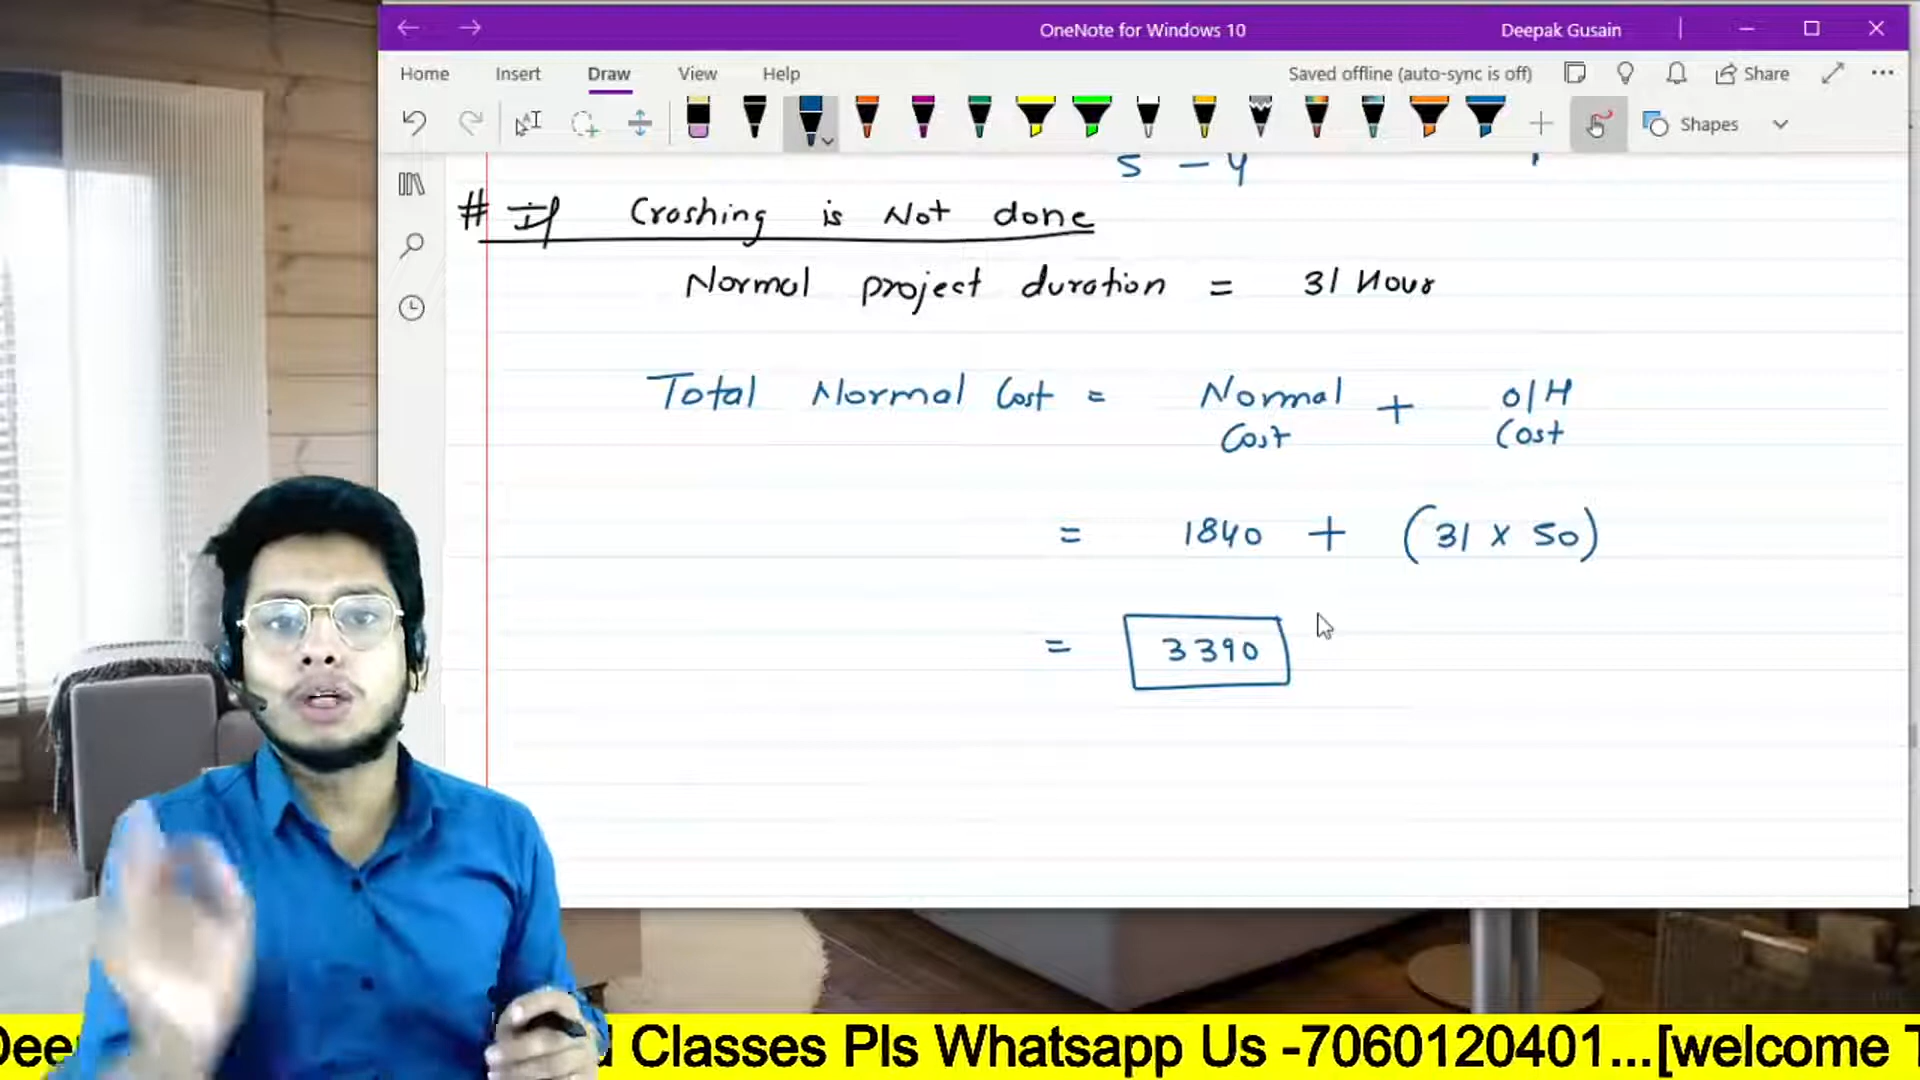 OneNote for Windows 10
Deepak Gusain
Home Insert Draw View Help
Saved offline (auto-sync is off)
Share
Shapes
5 - 4
# If Crashing is Not done
Normal project duration = 31 Hour
Total Normal Cost = Normal Cost + O/H Cost
= 1840 + (31 x 50)
= 3390
Classes Pls Whatsapp Us -7060120401...[welcome T